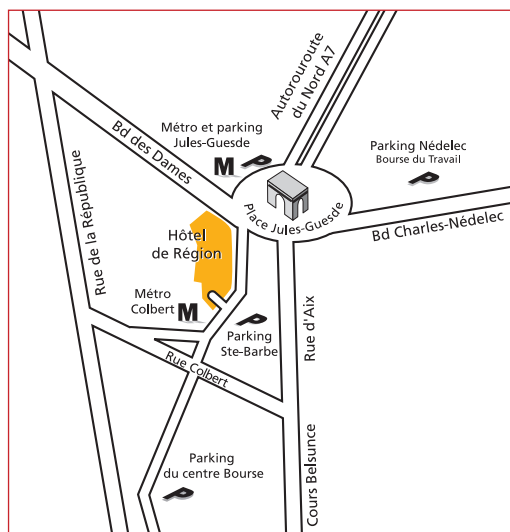 Autorouroute
du Nord A7
Métro et parking
Jules-Guesde
M P
Bd des Dames
Parking Nédelec
Bourse du Travail
P
Place Jules-Guesde
Bd Charles-Nédelec
Rue de la République
Hôtel
de Région
Métro
Colbert
M
P
Parking
Ste-Barbe
Rue d'Aix
Rue Colbert
Cours Belsunce
Parking
du centre Bourse
P